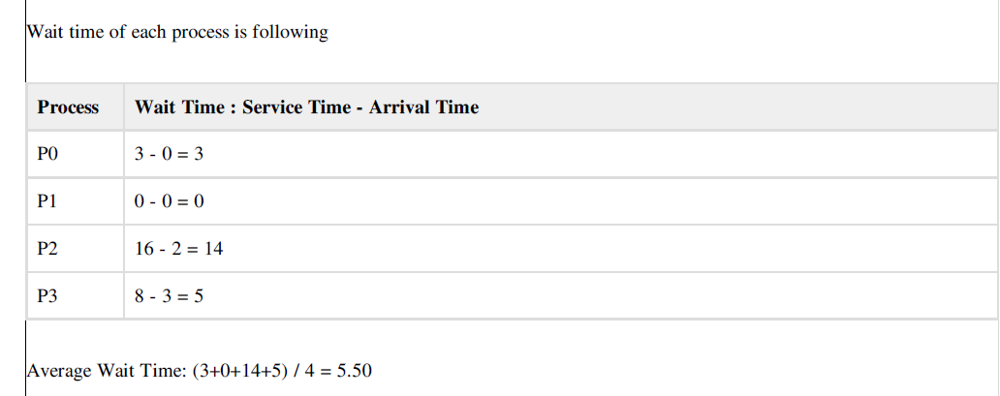 Wait time of each process is following
Process Wait Time : Service Time - Arrival Time
P0 3 - 0 = 3
P1 0 - 0 = 0
P2 16 - 2 = 14
P3 8 - 3 = 5
Average Wait Time: (3+0+14+5) / 4 = 5.50